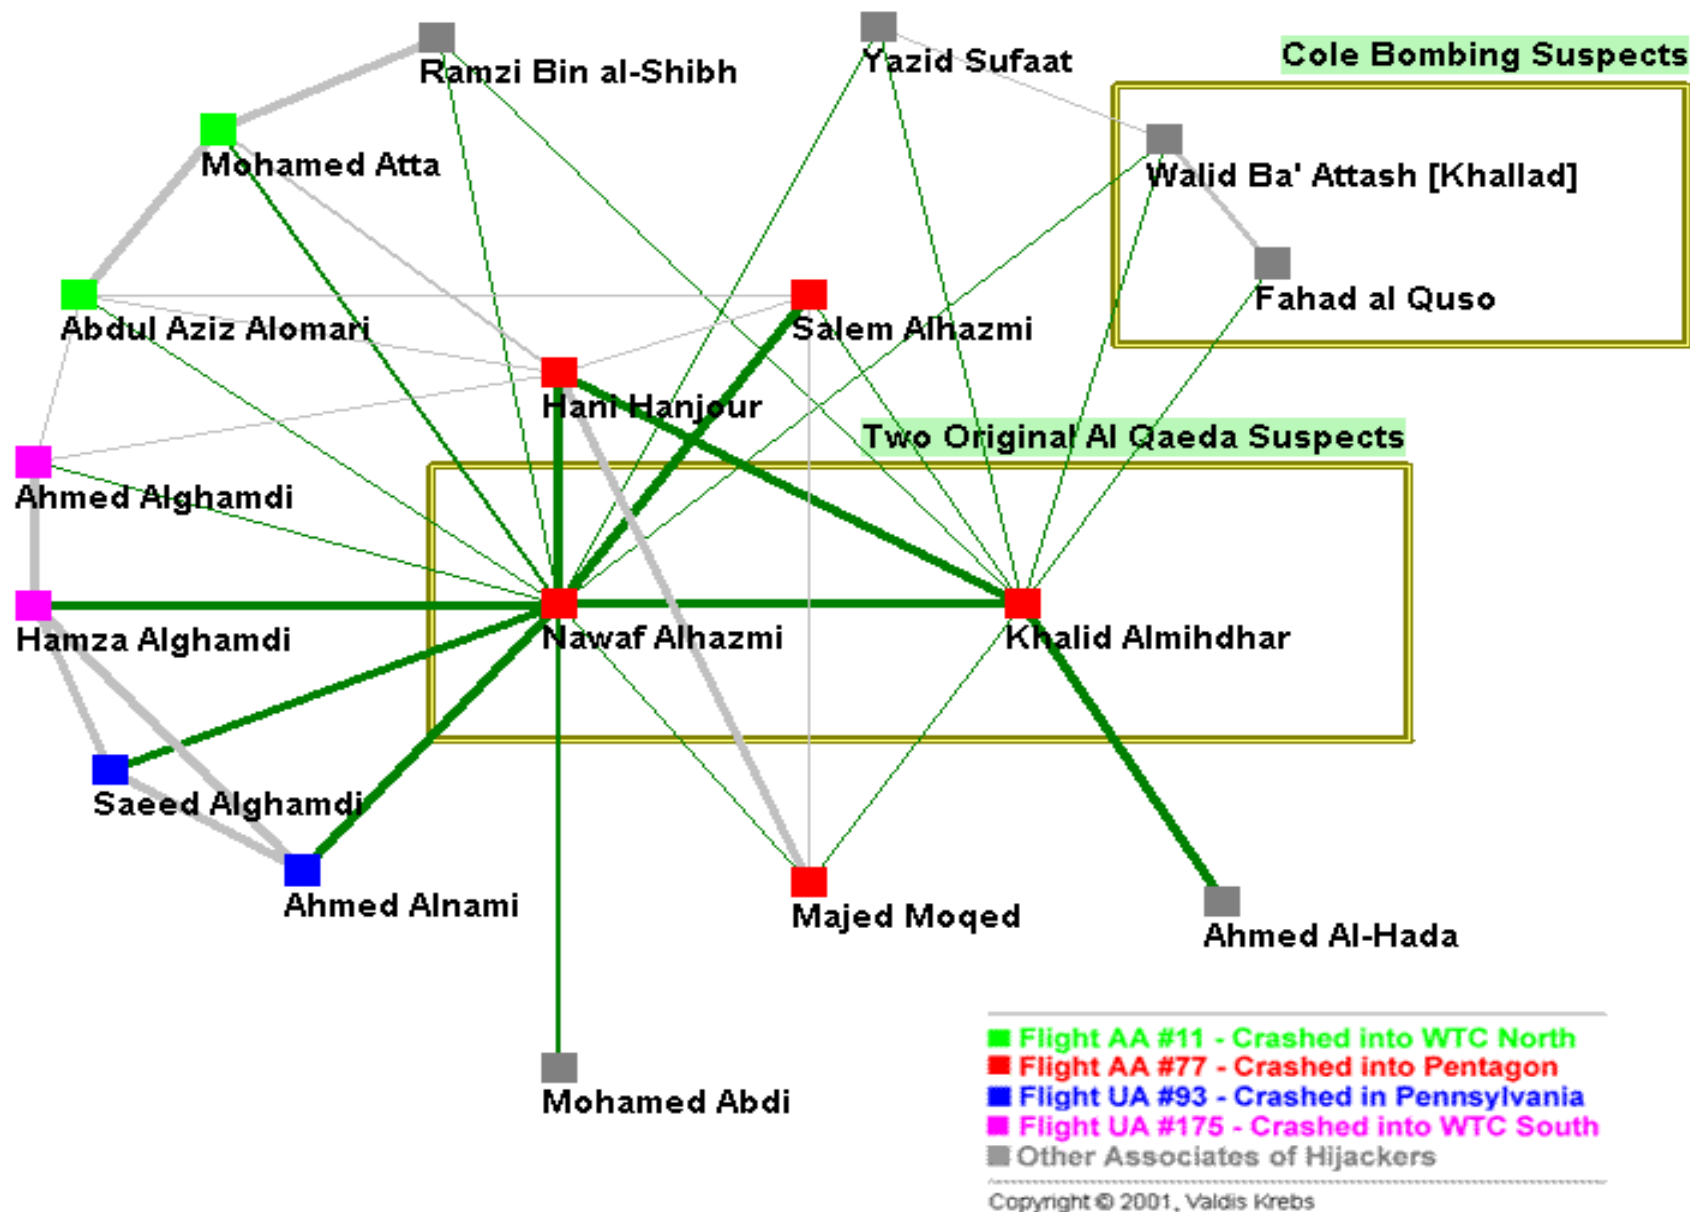 Ramzi Bin al-Shibh
Yazid Sufaat
Cole Bombing Suspects
Mohamed Atta
Walid Ba' Attash [Khallad]
Fahad al Quso
Abdul Aziz Alomari
Salem Alhazmi
Hani Hanjour
Two Original Al Qaeda Suspects
Ahmed Alghamdi
Hamza Alghamdi
Nawaf Alhazmi
Khalid Almihdhar
Saeed Alghamdi
Ahmed Alnami
Majed Moqed
Ahmed Al-Hada
Mohamed Abdi
Flight AA #11 - Crashed into WTC North
Flight AA #77 - Crashed into Pentagon
Flight UA #93 - Crashed in Pennsylvania
Flight UA #175 - Crashed into WTC South
Other Associates of Hijackers
Copyright © 2001, Valdis Krebs